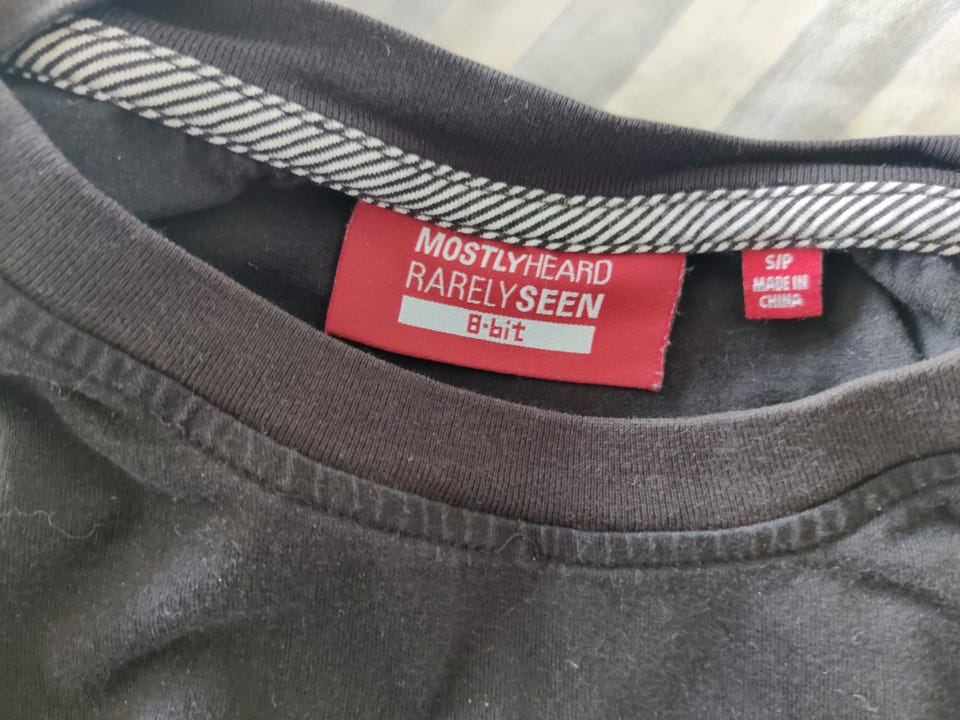 MOSTLYHEARD
RARELYSEEN
8•bit
S/P
MADE IN
CHINA